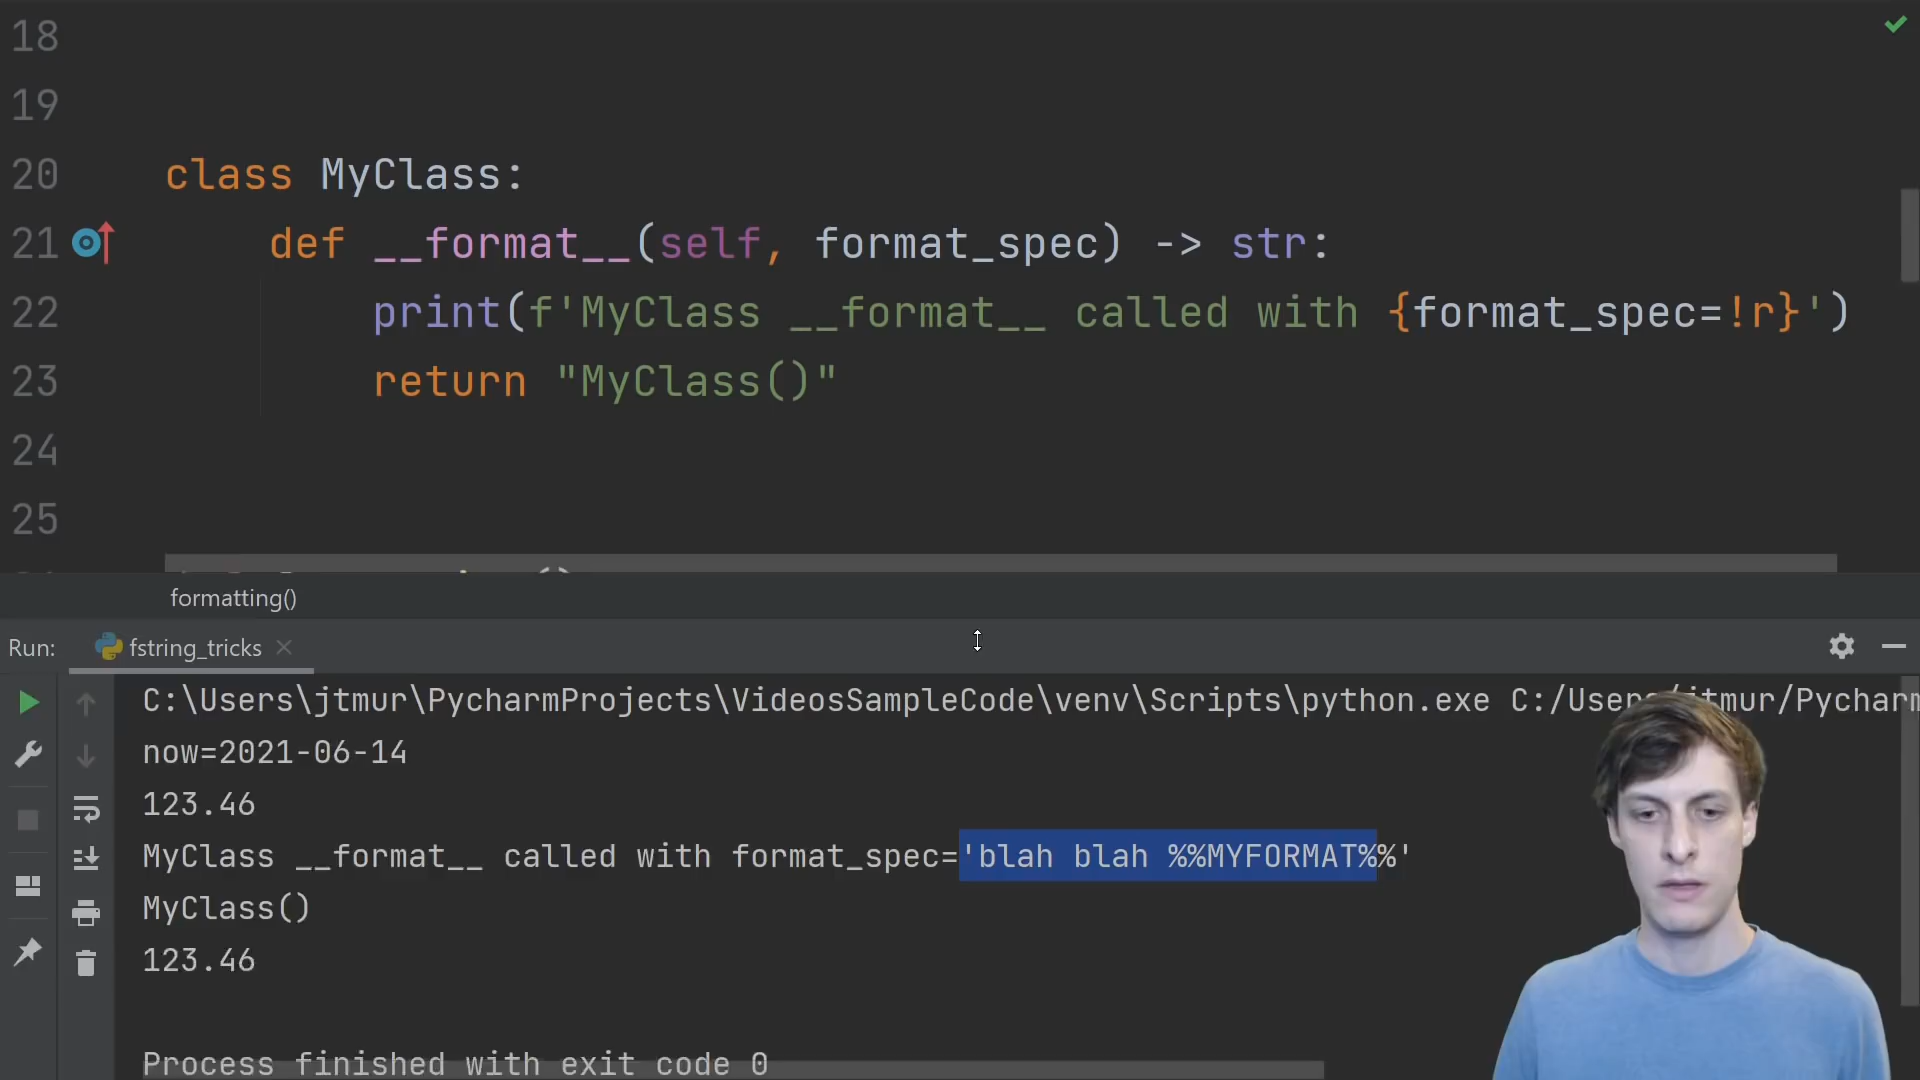 18
19
20 class MyClass:
21 def __format__(self, format_spec) -> str:
22 print(f'MyClass __format__ called with {format_spec=!r}')
23 return "MyClass()"
24
25
formatting()
Run: fstring_tricks
C:\Users\jtmur\PycharmProjects\VideosSampleCode\venv\Scripts\python.exe C:/Users/jtmur/Pycharm
now=2021-06-14
123.46
MyClass __format__ called with format_spec='blah blah %%MYFORMAT%%'
MyClass()
123.46
Process finished with exit code 0